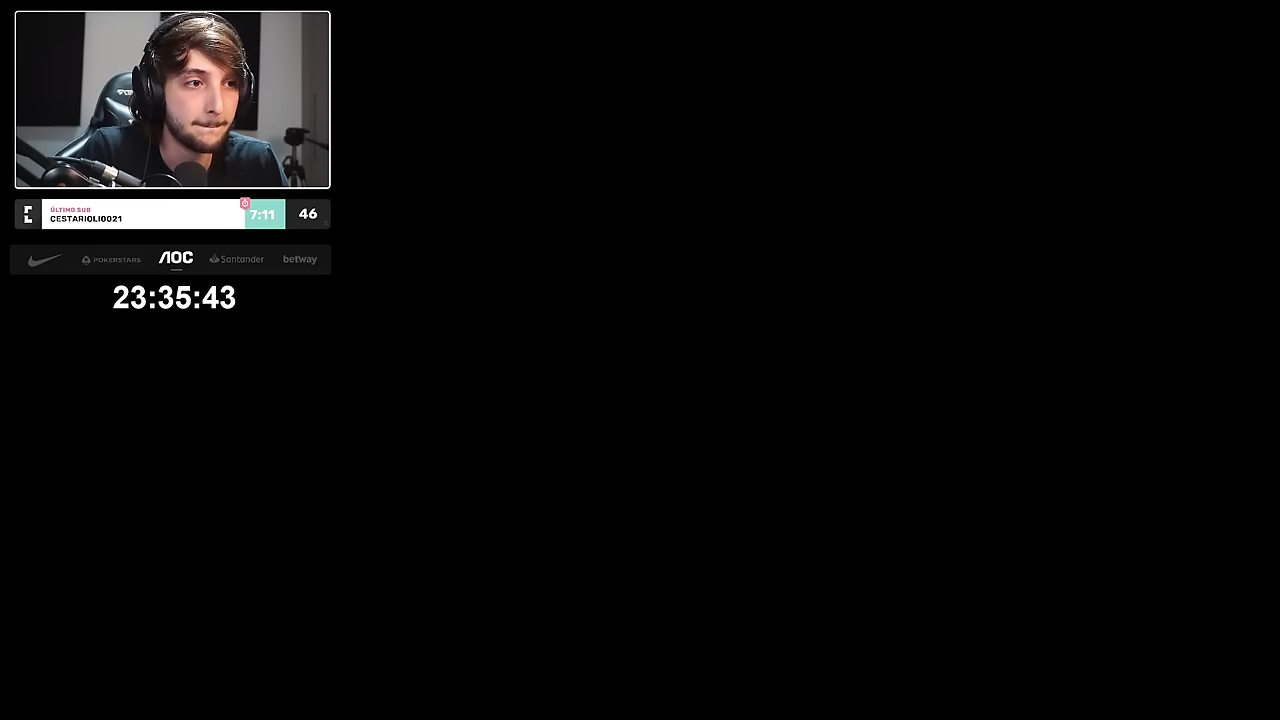 ÚLTIMO SUB
CESTARIOLI0021
7:11
46
POKERSTARS
AOC
Santander
betway
23:35:43